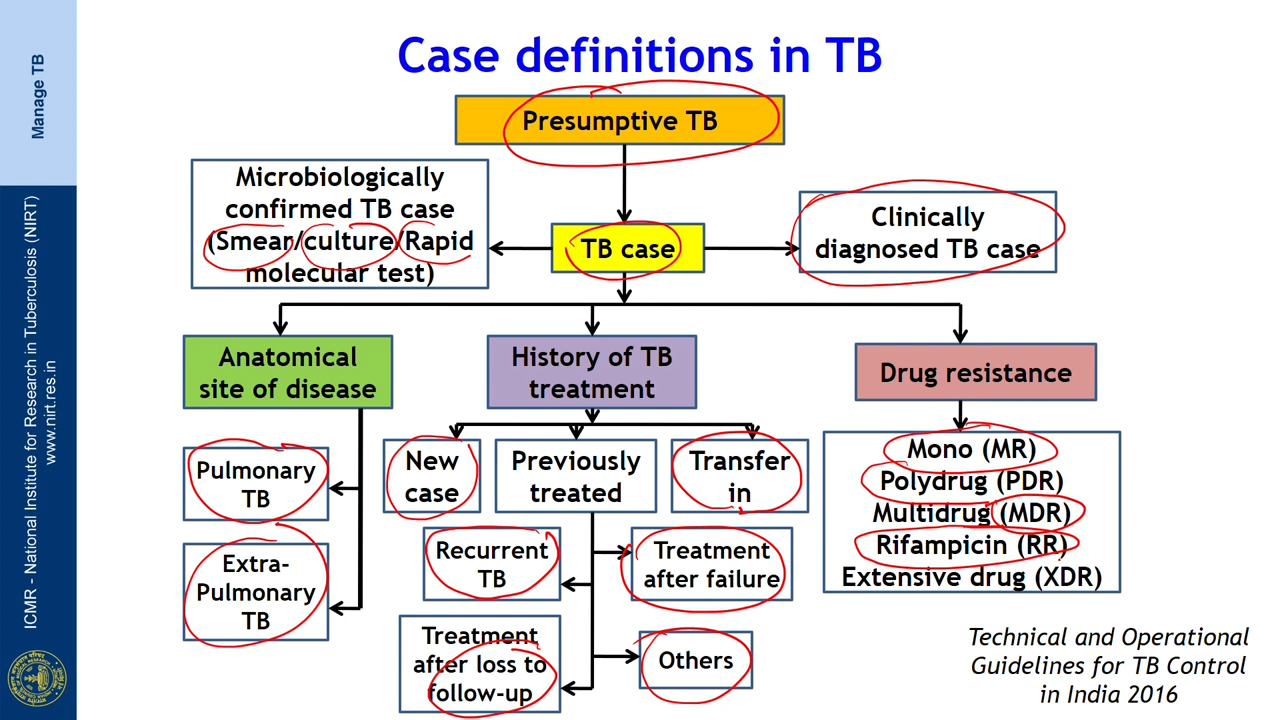 Case definitions in TB
Manage TB
ICMR - National Institute for Research in Tuberculosis (NIRT)
www.nirt.res.in
Presumptive TB
Microbiologically
confirmed TB case
(Smear/culture/Rapid
molecular test)
TB case
Clinically
diagnosed TB case
Anatomical
site of disease
History of TB
treatment
Drug resistance
Pulmonary
TB
Extra-
Pulmonary
TB
New
case
Previously
treated
Transfer
in
Recurrent
TB
Treatment
after failure
Treatment
after loss to
follow-up
Others
Mono (MR)
Polydrug (PDR)
Multidrug (MDR)
Rifampicin (RR)
Extensive drug (XDR)
Technical and Operational
Guidelines for TB Control
in India 2016